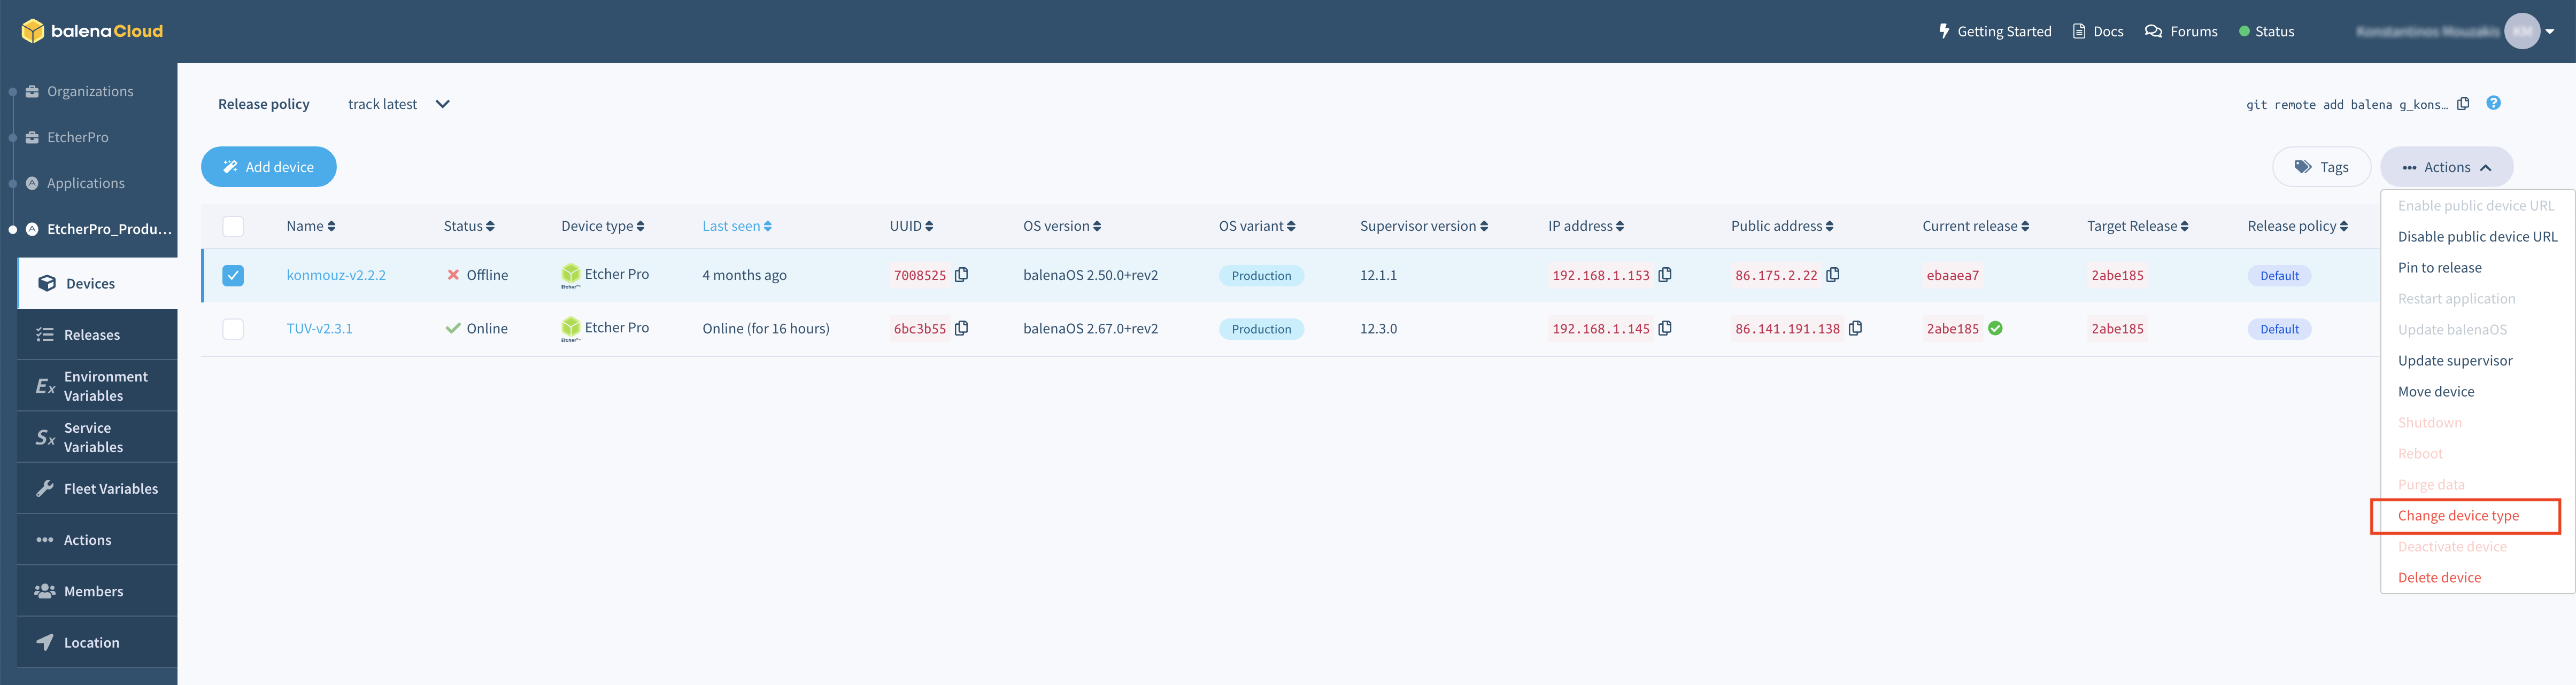 balenaCloud
Getting Started Docs Forums Status
Organizations
EtcherPro
Applications
EtcherPro_Produ...
Devices
Releases
Environment
Variables
Service
Variables
Fleet Variables
Actions
Members
Location
Release policy track latest
git remote add balena g_kons…
Add device
Tags
Actions
Name Status Device type Last seen UUID OS version OS variant Supervisor version IP address Public address Current release Target Release Release policy
konmouz-v2.2.2 Offline Etcher Pro 4 months ago 7008525 balenaOS 2.50.0+rev2 Production 12.1.1 192.168.1.153 86.175.2.22 ebaaea7 2abe185 Default
TUV-v2.3.1 Online Etcher Pro Online (for 16 hours) 6bc3b55 balenaOS 2.67.0+rev2 Production 12.3.0 192.168.1.145 86.141.191.138 2abe185 2abe185 Default
Enable public device URL
Disable public device URL
Pin to release
Restart application
Update balenaOS
Update supervisor
Move device
Shutdown
Reboot
Purge data
Change device type
Deactivate device
Delete device